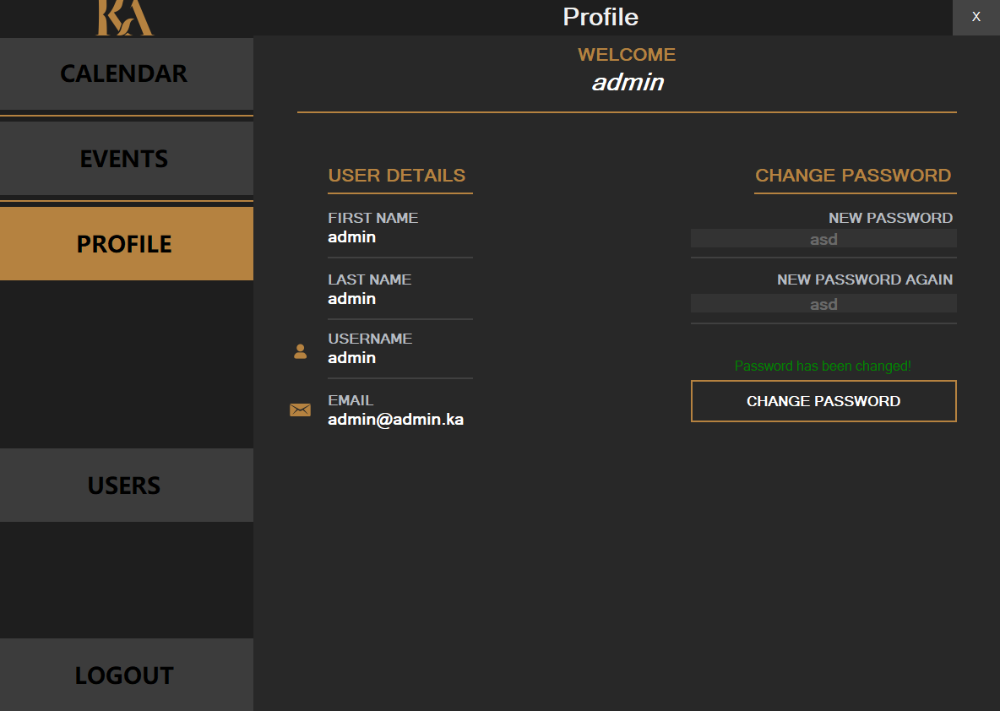 KA
Profile
X
CALENDAR
EVENTS
PROFILE
USERS
LOGOUT
WELCOME
admin
USER DETAILS
FIRST NAME
admin
LAST NAME
admin
USERNAME
admin
EMAIL
admin@admin.ka
CHANGE PASSWORD
NEW PASSWORD
asd
NEW PASSWORD AGAIN
asd
Password has been changed!
CHANGE PASSWORD